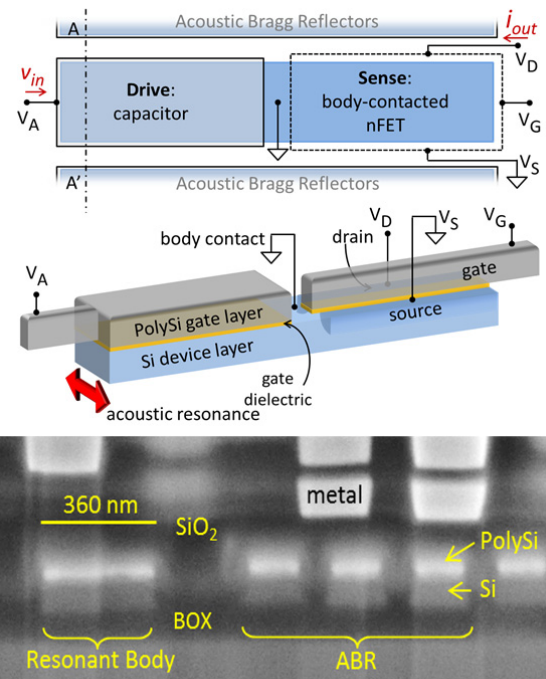 A
Acoustic Bragg Reflectors
i_out
V_D
v_in
Drive:
capacitor
Sense:
body-contacted
nFET
V_A
V_G
V_S
A'
Acoustic Bragg Reflectors
V_D
V_S
V_G
body contact
drain
V_A
gate
PolySi gate layer
source
Si device layer
gate
dielectric
acoustic resonance
360 nm
metal
SiO₂
PolySi
Si
BOX
Resonant Body
ABR